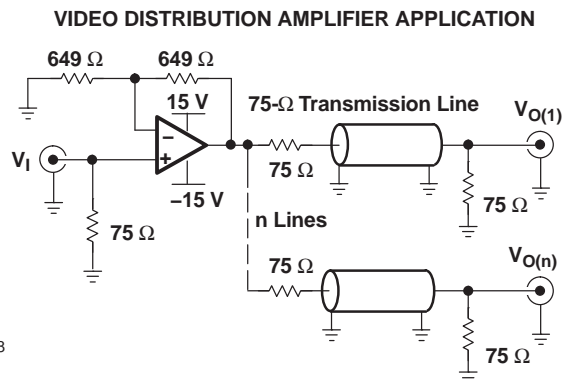 VIDEO DISTRIBUTION AMPLIFIER APPLICATION
649 Ω
649 Ω
15 V
75-Ω Transmission Line
VO(1)
VI
−
+
75 Ω
75 Ω
−15 V
75 Ω
n Lines
VO(n)
75 Ω
75 Ω